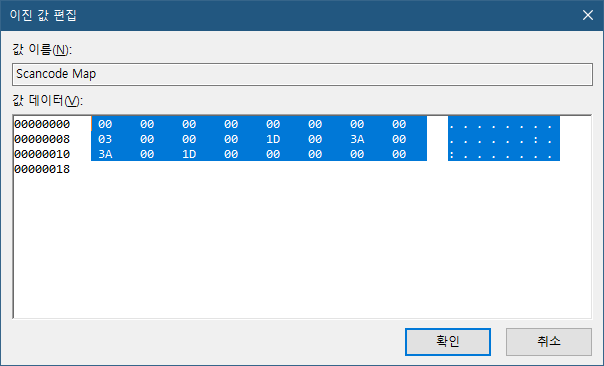 이진 값 편집
값 이름(N):
Scancode Map
값 데이터(V):
00000000 00 00 00 00 00 00 00 00 . . . . . . . .
00000008 03 00 00 00 1D 00 3A 00 . . . . . . : .
00000010 3A 00 1D 00 00 00 00 00 : . . . . . . .
00000018
확인 취소